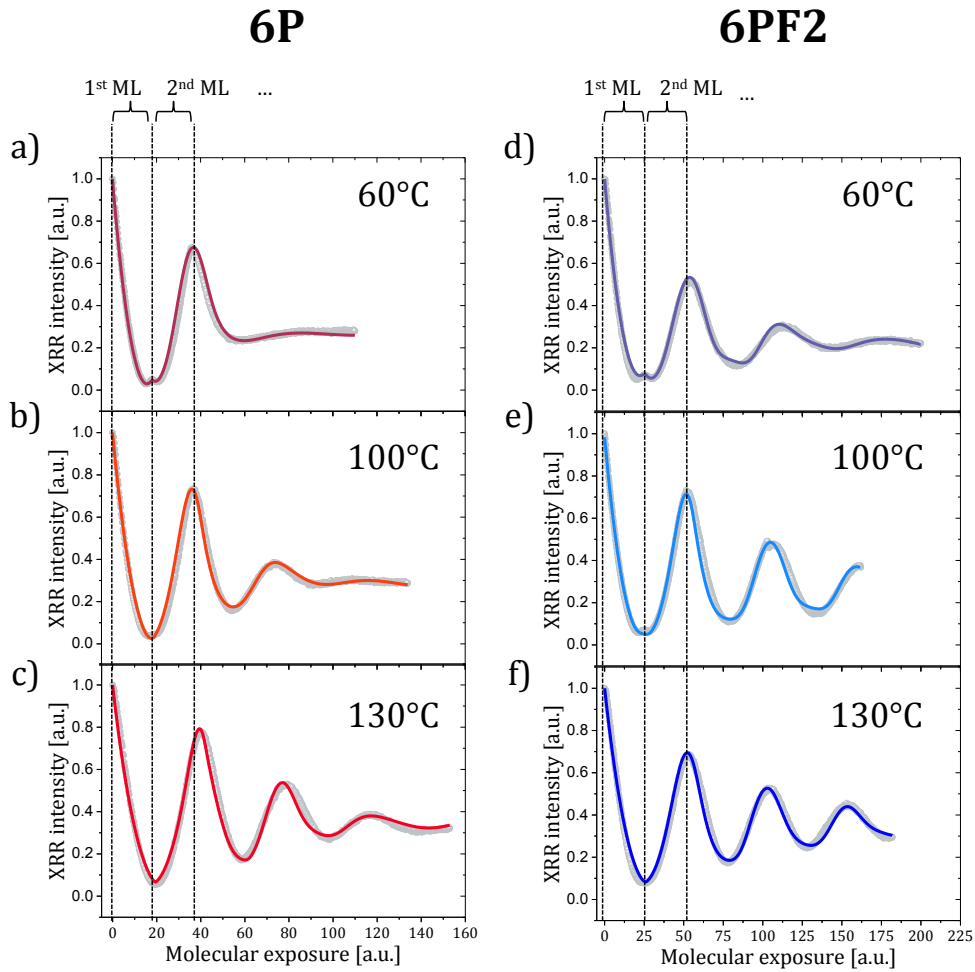 6P
6PF2
1st ML 2nd ML ...
1st ML 2nd ML ...
a)
60°C
XRR intensity [a.u.]
1.0
0.8
0.6
0.4
0.2
0.0
b)
100°C
XRR intensity [a.u.]
1.0
0.8
0.6
0.4
0.2
0.0
c)
130°C
XRR intensity [a.u.]
1.0
0.8
0.6
0.4
0.2
0.0
0 20 40 60 80 100 120 140 160
Molecular exposure [a.u.]
d)
60°C
XRR intensity [a.u.]
1.0
0.8
0.6
0.4
0.2
0.0
e)
100°C
XRR intensity [a.u.]
1.0
0.8
0.6
0.4
0.2
0.0
f)
130°C
XRR intensity [a.u.]
1.0
0.8
0.6
0.4
0.2
0.0
0 25 50 75 100 125 150 175 200 225
Molecular exposure [a.u.]